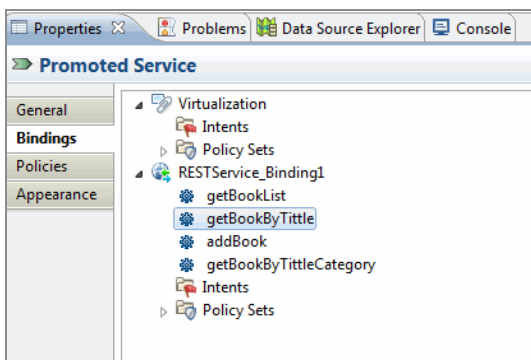 Properties Problems Data Source Explorer Console
Promoted Service
General
Bindings
Policies
Appearance
Virtualization
Intents
Policy Sets
RESTService_Binding1
getBookList
getBookByTittle
addBook
getBookByTittleCategory
Intents
Policy Sets